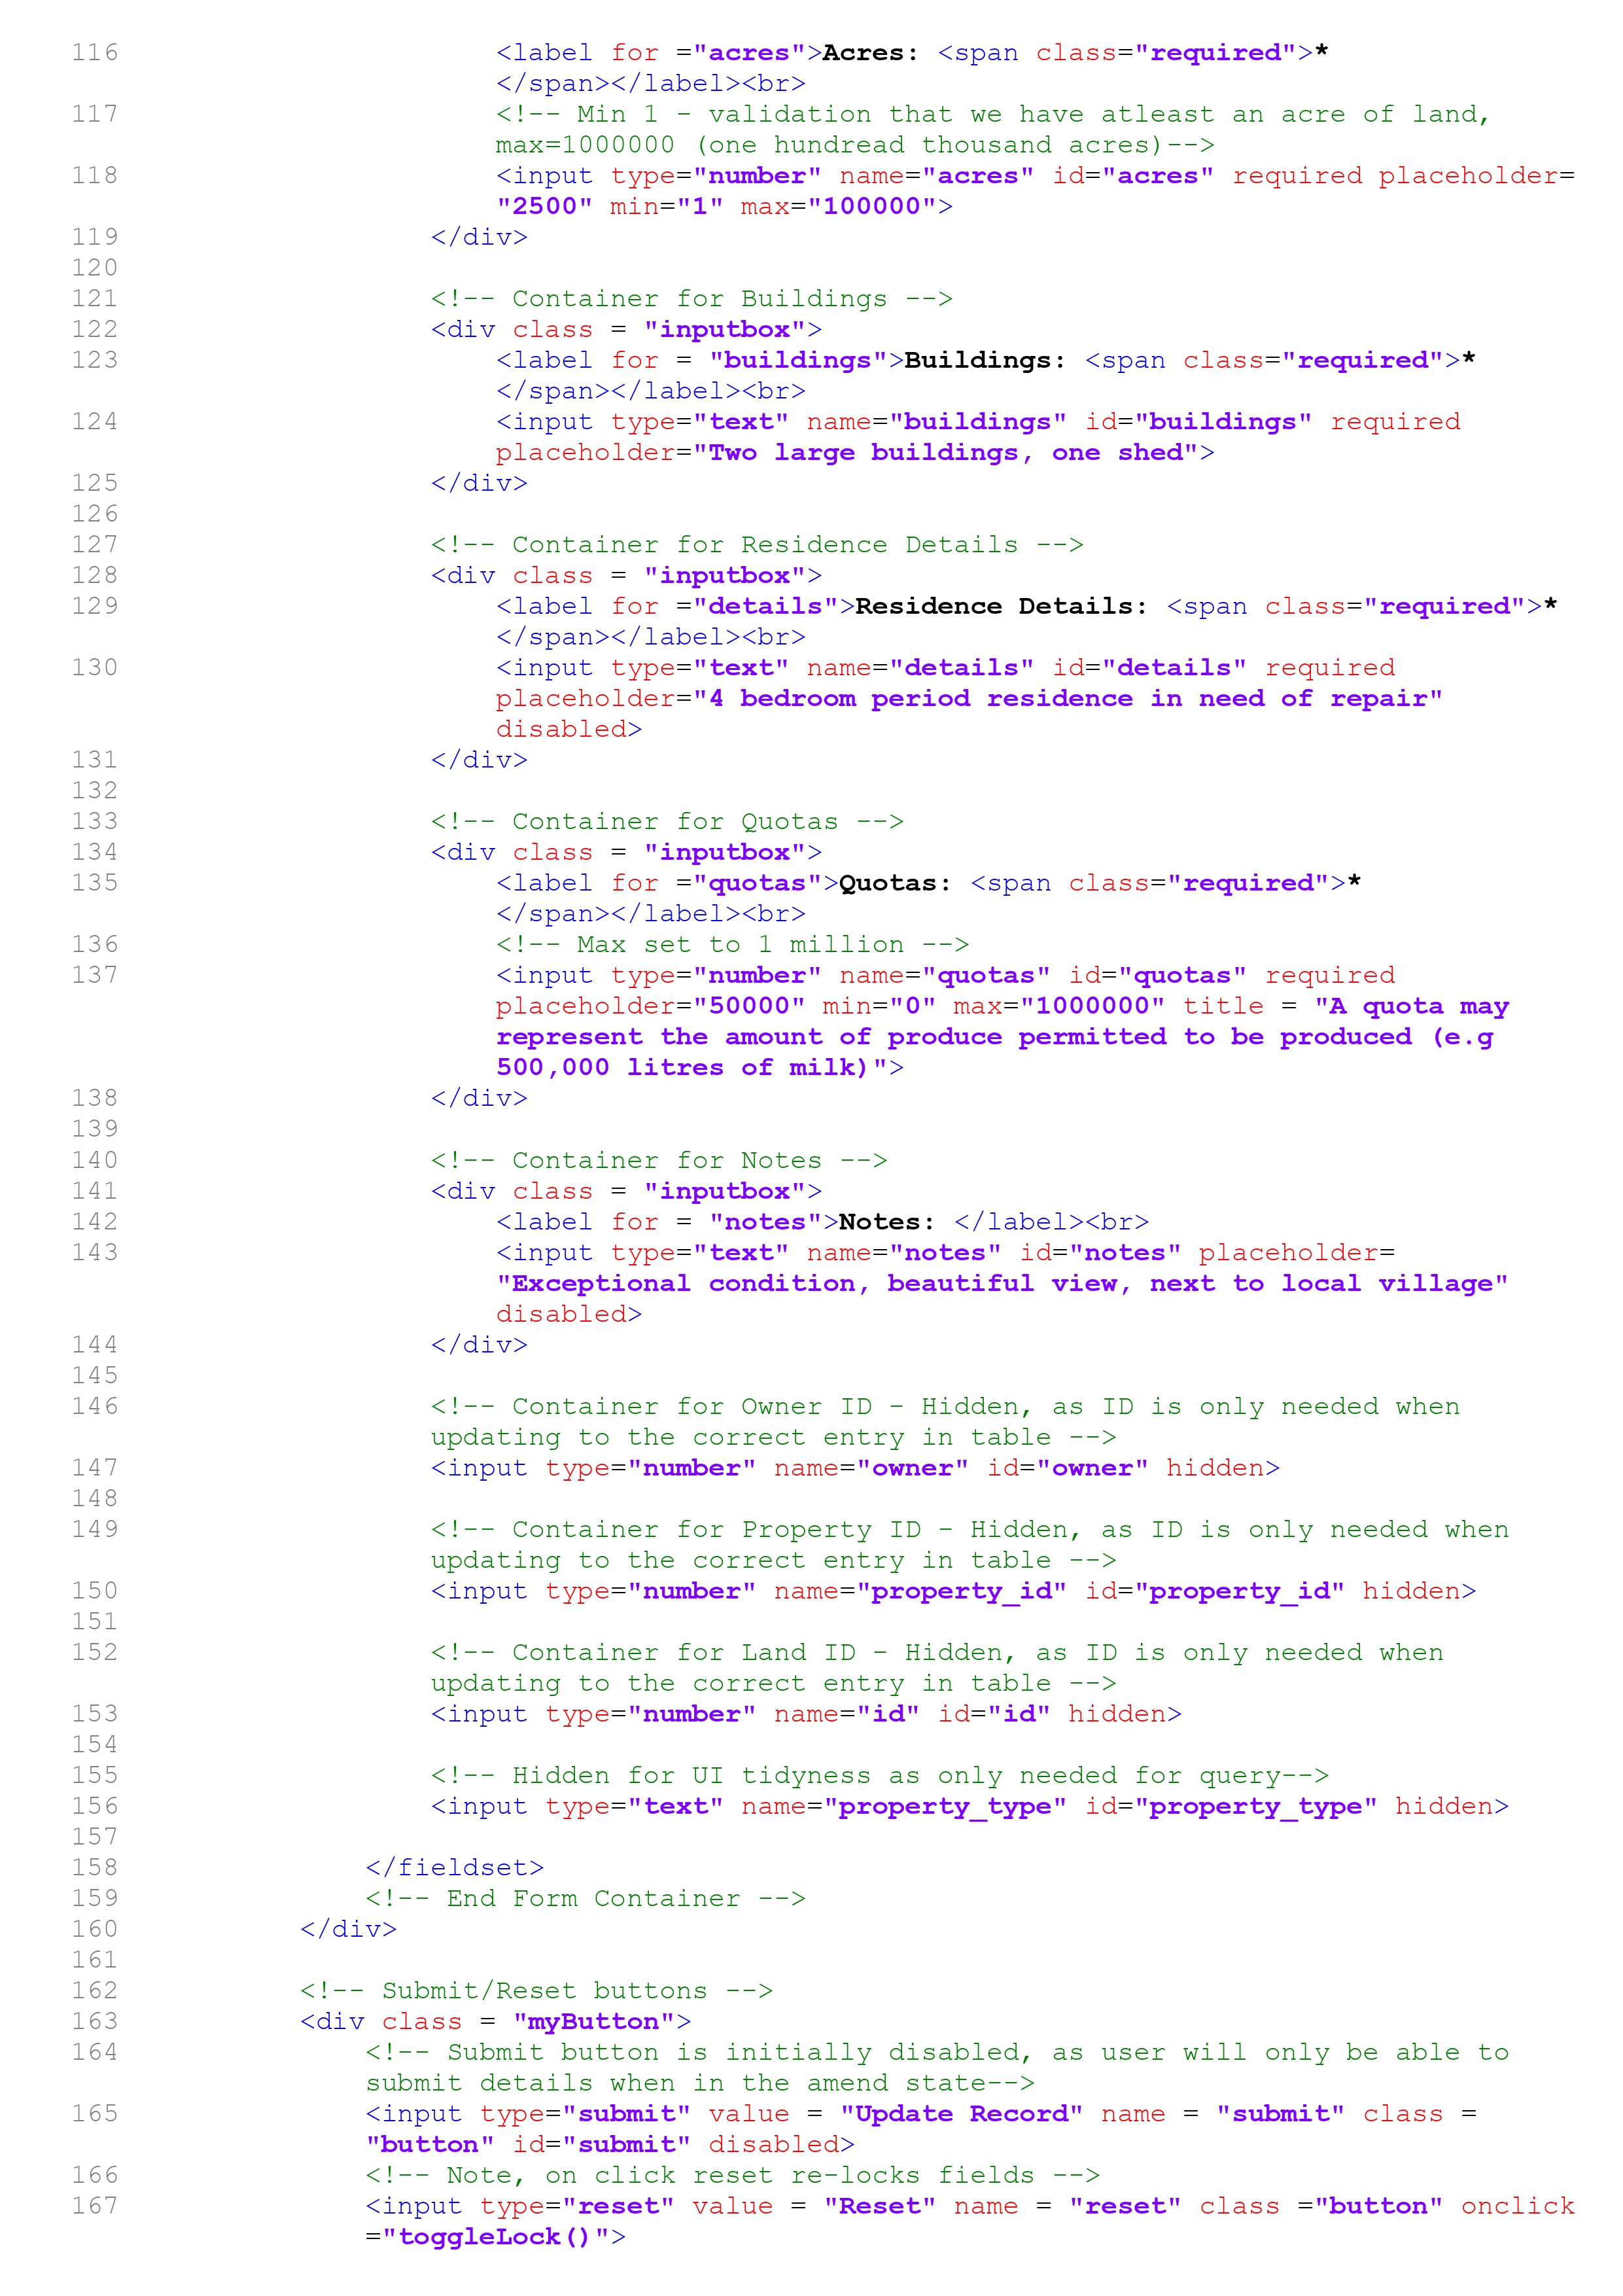 116 <label for ="acres">Acres: <span class="required">*
</span></label><br>
117 <!-- Min 1 - validation that we have atleast an acre of land,
max=1000000 (one hundread thousand acres)-->
118 <input type="number" name="acres" id="acres" required placeholder=
"2500" min="1" max="100000">
119 </div>
120
121 <!-- Container for Buildings -->
122 <div class = "inputbox">
123 <label for = "buildings">Buildings: <span class="required">*
</span></label><br>
124 <input type="text" name="buildings" id="buildings" required
placeholder="Two large buildings, one shed">
125 </div>
126
127 <!-- Container for Residence Details -->
128 <div class = "inputbox">
129 <label for ="details">Residence Details: <span class="required">*
</span></label><br>
130 <input type="text" name="details" id="details" required
placeholder="4 bedroom period residence in need of repair"
disabled>
131 </div>
132
133 <!-- Container for Quotas -->
134 <div class = "inputbox">
135 <label for ="quotas">Quotas: <span class="required">*
</span></label><br>
136 <!-- Max set to 1 million -->
137 <input type="number" name="quotas" id="quotas" required
placeholder="50000" min="0" max="1000000" title = "A quota may
represent the amount of produce permitted to be produced (e.g
500,000 litres of milk)">
138 </div>
139
140 <!-- Container for Notes -->
141 <div class = "inputbox">
142 <label for = "notes">Notes: </label><br>
143 <input type="text" name="notes" id="notes" placeholder=
"Exceptional condition, beautiful view, next to local village"
disabled>
144 </div>
145
146 <!-- Container for Owner ID - Hidden, as ID is only needed when
updating to the correct entry in table -->
147 <input type="number" name="owner" id="owner" hidden>
148
149 <!-- Container for Property ID - Hidden, as ID is only needed when
updating to the correct entry in table -->
150 <input type="number" name="property_id" id="property_id" hidden>
151
152 <!-- Container for Land ID - Hidden, as ID is only needed when
updating to the correct entry in table -->
153 <input type="number" name="id" id="id" hidden>
154
155 <!-- Hidden for UI tidyness as only needed for query-->
156 <input type="text" name="property_type" id="property_type" hidden>
157
158 </fieldset>
159 <!-- End Form Container -->
160 </div>
161
162 <!-- Submit/Reset buttons -->
163 <div class = "myButton">
164 <!-- Submit button is initially disabled, as user will only be able to
submit details when in the amend state-->
165 <input type="submit" value = "Update Record" name = "submit" class =
"button" id="submit" disabled>
166 <!-- Note, on click reset re-locks fields -->
167 <input type="reset" value = "Reset" name = "reset" class ="button" onclick
="toggleLock()">